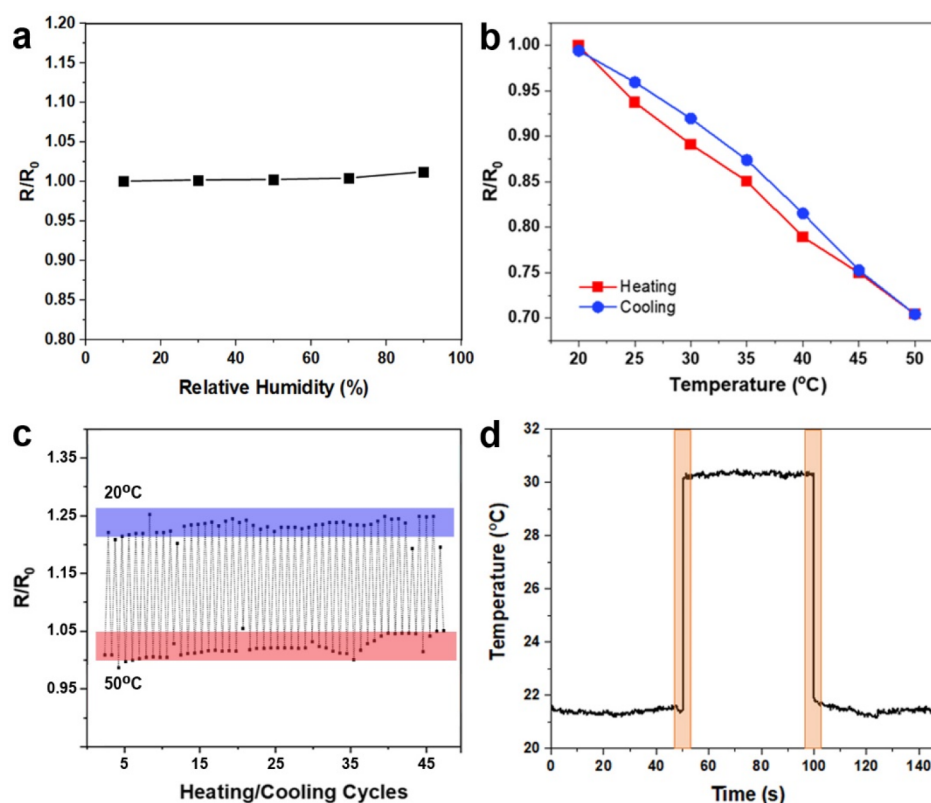 a
1.20
1.15
1.10
1.05
1.00
0.95
0.90
0.85
0.80
R/R₀
0 20 40 60 80 100
Relative Humidity (%)
b
1.00
0.95
0.90
0.85
0.80
0.75
0.70
R/R₀
Heating
Cooling
20 25 30 35 40 45 50
Temperature (°C)
c
1.35
1.25
1.15
1.05
0.95
R/R₀
20°C
50°C
5 15 25 35 45
Heating/Cooling Cycles
d
32
30
28
26
24
22
20
Temperature (°C)
0 20 40 60 80 100 120 140
Time (s)